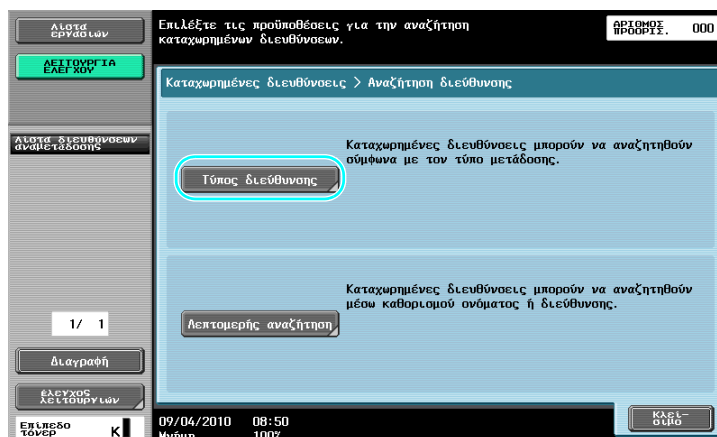 Λίστα
εργασιών
ΛΕΙΤΟΥΡΓΙΑ
ΕΛΕΓΧΟΥ
Λίστα διευθύνσεων
αναμετάδοσης
1/ 1
Διαγραφή
έλεγχος
λειτουργιών
Επίπεδο
τόνερ
K
Επιλέξτε τις προϋποθέσεις για την αναζήτηση
καταχωρημένων διευθύνσεων.
ΑΡΙΘΜΟΣ
ΠΡΟΟΡΙΣ.
000
Καταχωρημένες διευθύνσεις > Αναζήτηση διεύθυνσης
Καταχωρημένες διευθύνσεις μπορούν να αναζητηθούν
σύμφωνα με τον τύπο μετάδοσης.
Τύπος διεύθυνσης
Καταχωρημένες διευθύνσεις μπορούν να αναζητηθούν
μέσω καθορισμού ονόματος ή διεύθυνσης.
Λεπτομερής αναζήτηση
09/04/2010 08:50
Μνήμη 100%
Κλεί-
σιμο